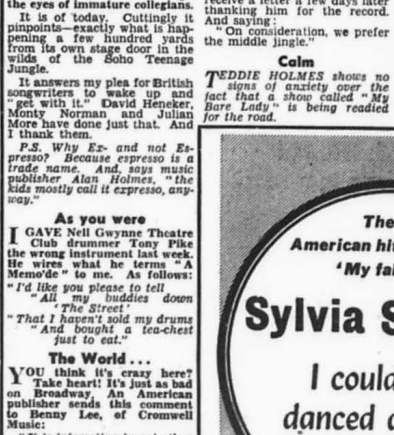 the eyes of immature collegians.
It is of today. Cuttingly it
pinpoints—exactly what is hap-
pening a few hundred yards
from its own stage door in the
wilds of the Soho Teenage
Jungle.
It answers my plea for British
songwriters to wake up and
"get with it." David Heneker,
Monty Norman and Julian
More have done just that. And
I thank them.
P.S. Why Ex- and not Es-
presso? Because espresso is a
trade name. And, says music
publisher Alan Holmes, "the
kids mostly call it expresso, any-
way."
As you were
I GAVE Nell Gwynne Theatre
Club drummer Tony Pike
the wrong instrument last week.
He wires what he terms "A
Memo'de" to me. As follows:
"I'd like you please to tell
"All my buddies down
'The Street'
"That I haven't sold my drums
"And bought a tea-chest
just to eat."
The World . . .
YOU think it's crazy here?
Take heart! It's just as bad
on Broadway. An American
publisher sends this comment
to Benny Lee, of Cromwell
Music:
receive a letter a few days later
thanking him for the record.
And saying:
"On consideration, we prefer
the middle jingle."
Calm
TEDDIE HOLMES shows no
signs of anxiety over the
fact that a show called "My
Bare Lady" is being readied
for the road.
The
American hi
'My fa
Sylvia S
I coul
danced